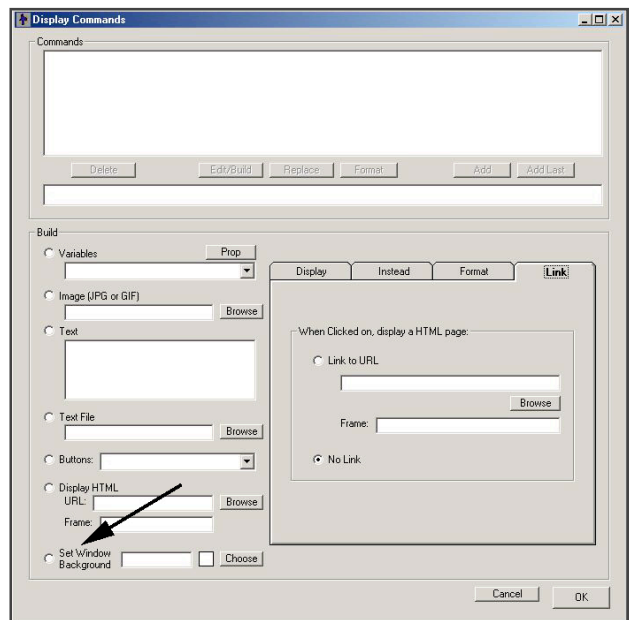 Display Commands
Commands
Delete Edit/Build Replace Format Add Add Last
Build
Variables Prop
Display Instead Format Link
Image (JPG or GIF)
Browse
Text
When Clicked on, display a HTML page:
Link to URL
Browse
Text File
Browse
Frame:
Buttons:
No Link
Display HTML
URL: Browse
Frame:
Set Window
Background Choose
Cancel OK